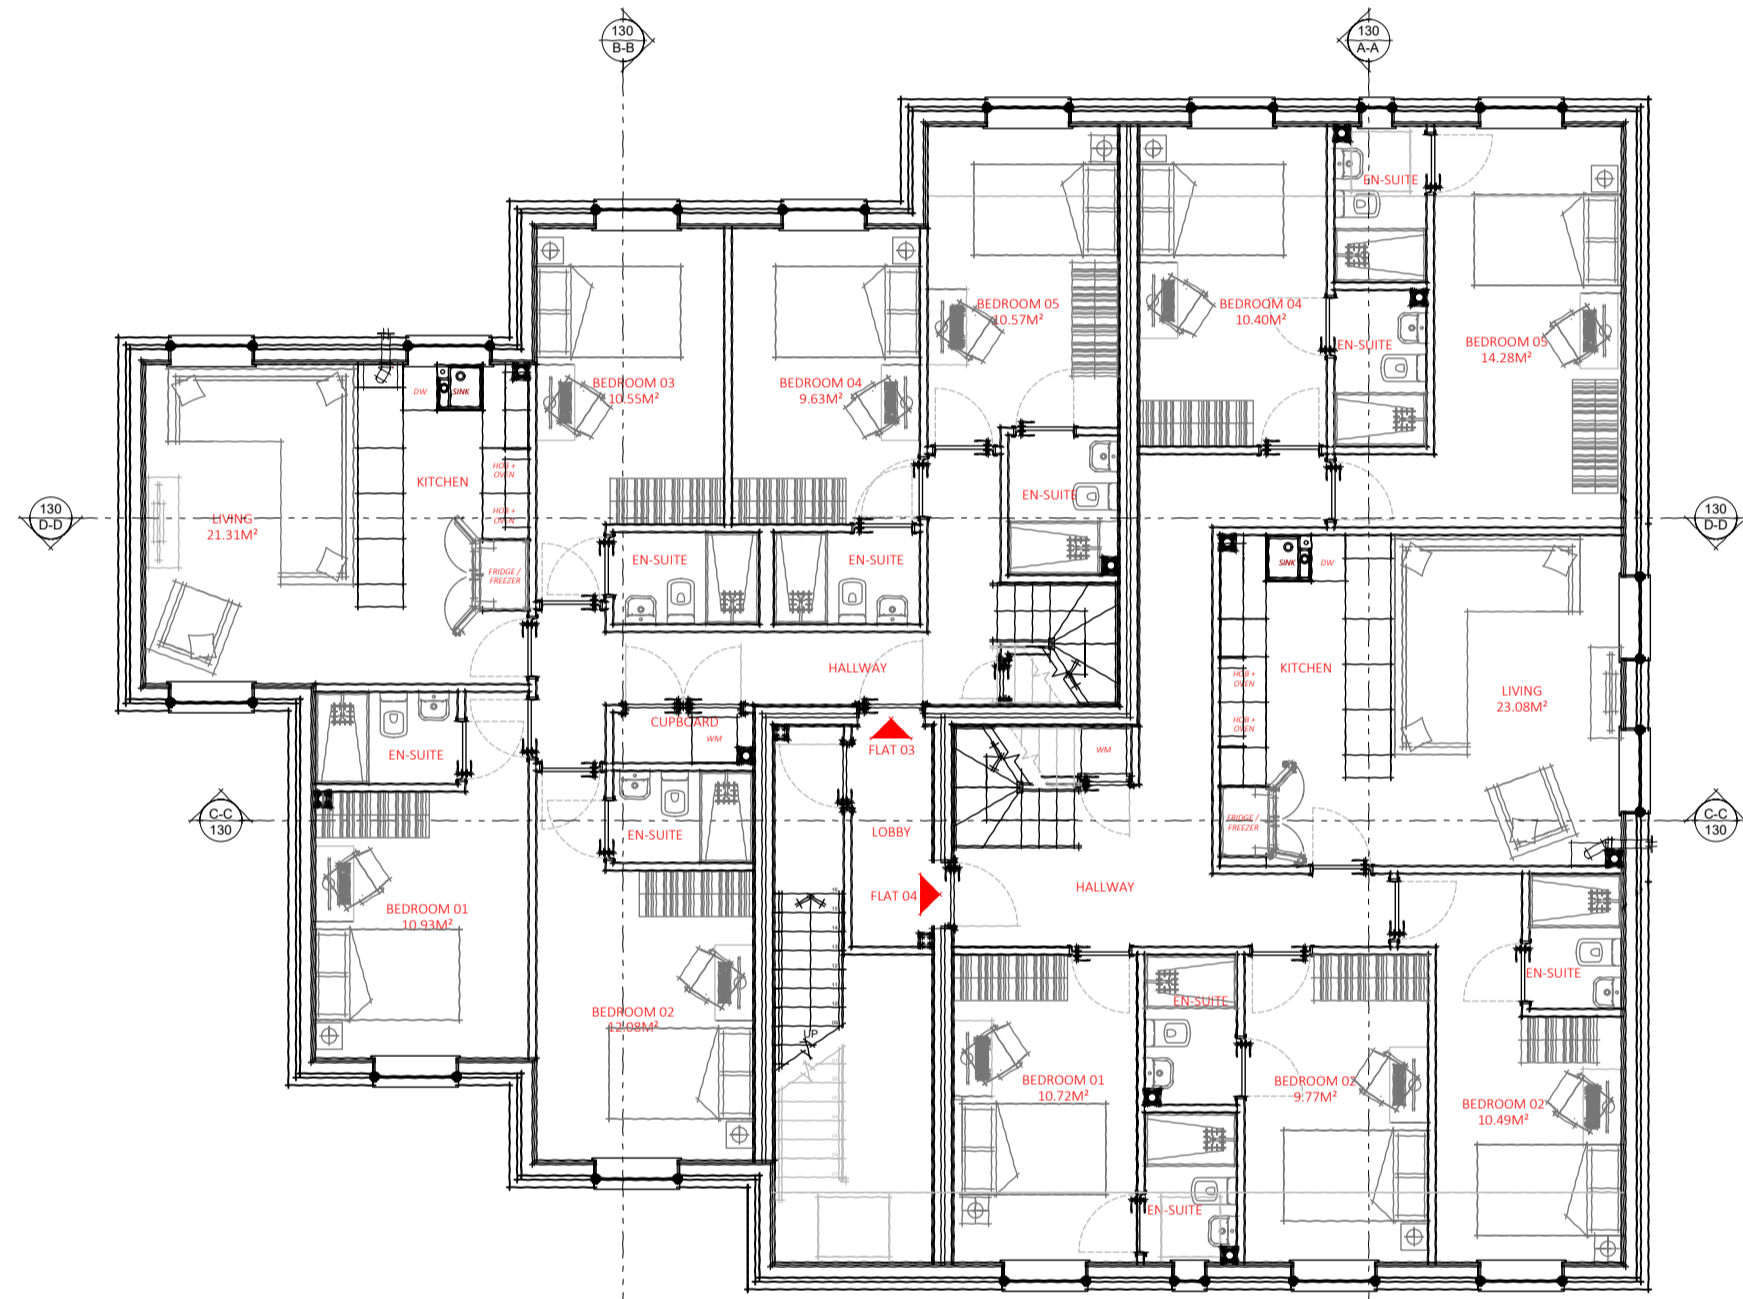 130
B-B
130
A-A
EN-SUITE
BEDROOM 05
10.57M²
BEDROOM 04
10.40M²
EN-SUITE
BEDROOM 05
14.28M²
BEDROOM 03
10.55M²
BEDROOM 04
9.63M²
DW
SINK
KITCHEN
HOB +
OVEN
HOB +
OVEN
EN-SUITE
130
D-D
LIVING
21.31M²
130
D-D
FRIDGE /
FREEZER
EN-SUITE
EN-SUITE
SINK
DW
HALLWAY
KITCHEN
HOB +
OVEN
HOB +
OVEN
LIVING
23.08M²
CUPBOARD
WM
EN-SUITE
FLAT 03
WM
C-C
130
EN-SUITE
LOBBY
FRIDGE /
FREEZER
C-C
130
HALLWAY
FLAT 04
BEDROOM 01
10.93M²
EN-SUITE
EN-SUITE
BEDROOM 02
12.08M²
UP
BEDROOM 01
10.72M²
BEDROOM 02
9.77M²
BEDROOM 02
10.49M²
EN-SUITE